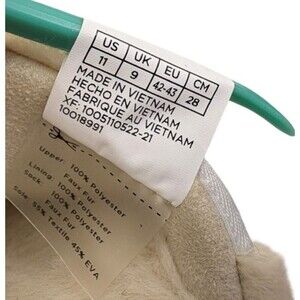 US UK EU CM
11 9 42-43 28
MADE IN VIETNAM
HECHO EN VIETNAM
FABRIQUE AU VIETNAM
XF: 1005110522-21
10018991
Upper: 100% Polyester
Faux Fur
Lining: 100% Polyester
Sock: Faux Fur
Sole: 55% Textile 45% EVA